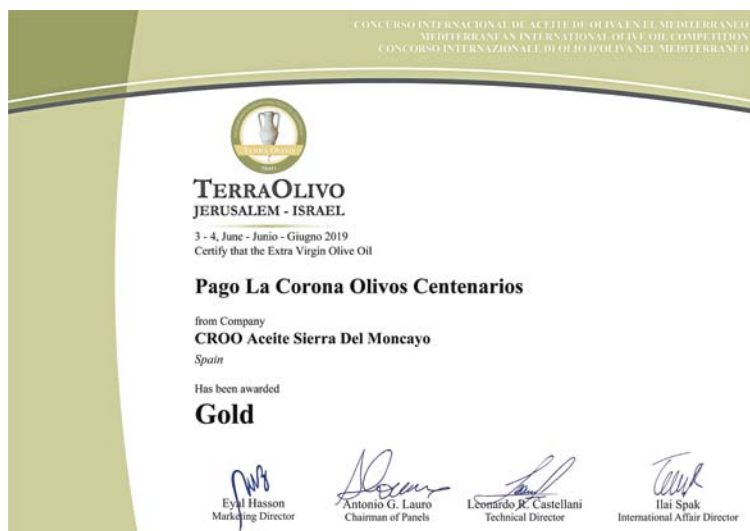 CONCURSO INTERNACIONAL DE ACEITE DE OLIVA EN EL MEDITERRANEO
MEDITERRANEAN INTERNATIONAL OLIVE OIL COMPETITION
CONCORSO INTERNAZIONALE DI OLIO D'OLIVA NEL MEDITERRANEO
TERRA OLIVO
TERRAOLIVO
JERUSALEM - ISRAEL
3 - 4, June - Junio - Giugno 2019
Certify that the Extra Virgin Olive Oil
Pago La Corona Olivos Centenarios
from Company
CROO Aceite Sierra Del Moncayo
Spain
Has been awarded
Gold
Eyal Hasson
Marketing Director
Antonio G. Lauro
Chairman of Panels
Leonardo R. Castellani
Technical Director
Ilai Spak
International Affair Director